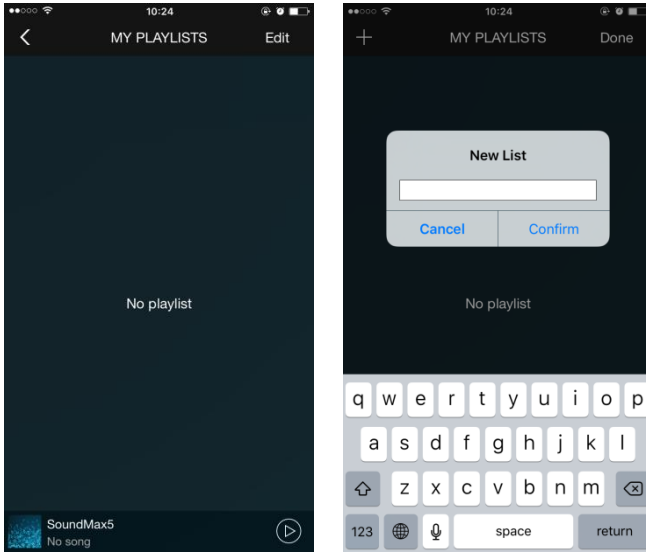 10:24
MY PLAYLISTS Edit
No playlist
SoundMax5
No song
10:24
MY PLAYLISTS Done
New List
Cancel Confirm
No playlist
q w e r t y u i o p
a s d f g h j k l
z x c v b n m
123 space return